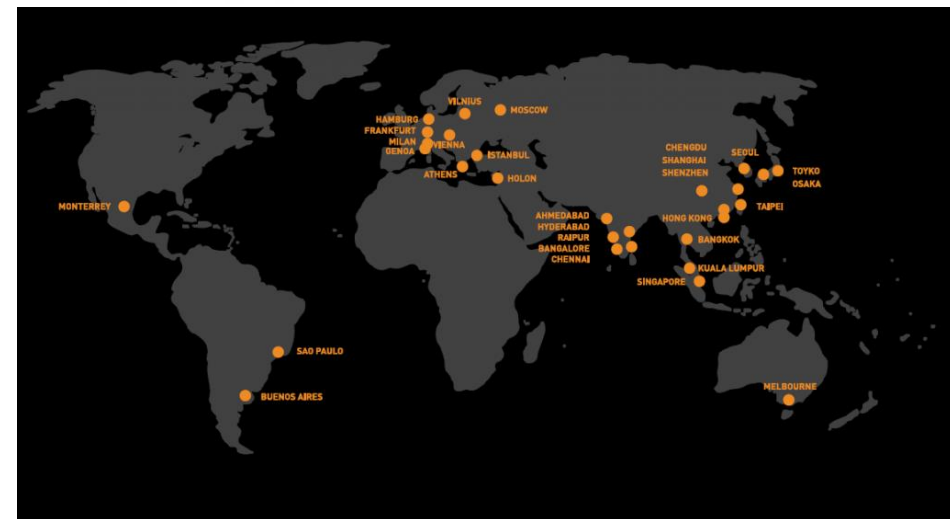 VILNIUS
MOSCOW
HAMBURG
FRANKFURT
MILAN
VIENNA
GENOA
ISTANBUL
ATHENS
HOLON
CHENGDU
SHANGHAI
SHENZHEN
SEOUL
TOYKO
OSAKA
TAIPEI
HONG KONG
MONTERREY
AHMEDABAD
HYDERABAD
RAIPUR
BANGALORE
CHENNAI
BANGKOK
KUALA LUMPUR
SINGAPORE
SAO PAULO
BUENOS AIRES
MELBOURNE